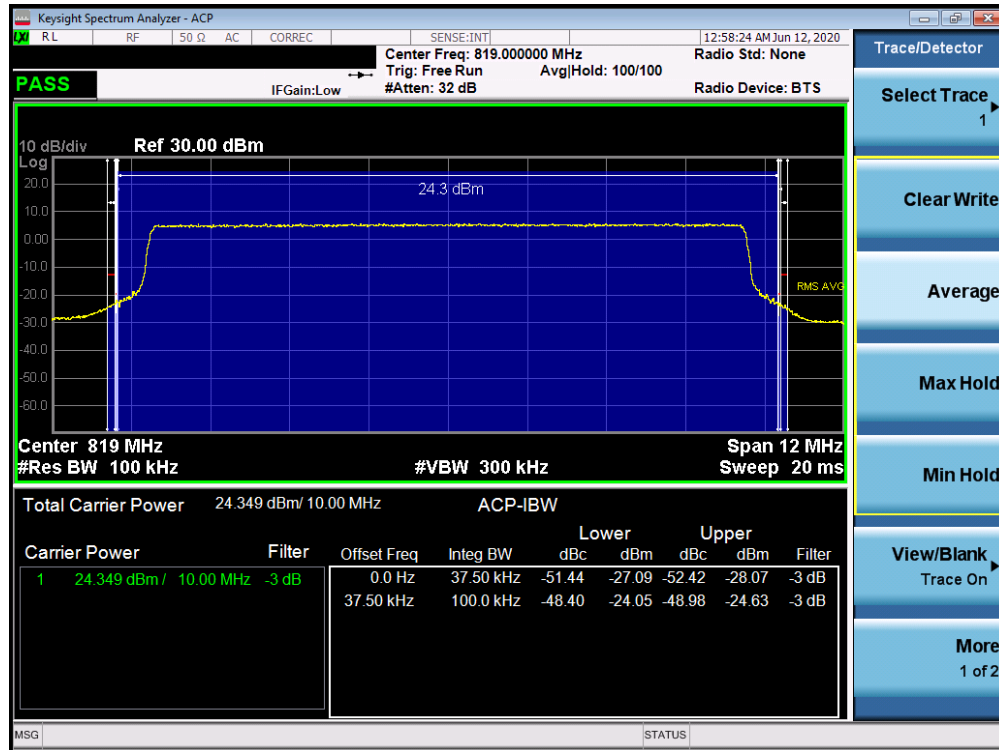 Keysight Spectrum Analyzer - ACP
LXI RL RF 50 Ω AC CORREC SENSE:INT 12:58:24 AM Jun 12, 2020
Center Freq: 819.000000 MHz Radio Std: None
Trig: Free Run Avg|Hold: 100/100
PASS IFGain:Low #Atten: 32 dB Radio Device: BTS
10 dB/div Ref 30.00 dBm
Log
20.0
24.3 dBm
10.0
0.00
-10.0
RMS AVG
-20.0
-30.0
-40.0
-50.0
-60.0
Center 819 MHz Span 12 MHz
#Res BW 100 kHz #VBW 300 kHz Sweep 20 ms
Total Carrier Power 24.349 dBm/ 10.00 MHz ACP-IBW
Lower Upper
Carrier Power Filter Offset Freq Integ BW dBc dBm dBc dBm Filter
1 24.349 dBm / 10.00 MHz -3 dB 0.0 Hz 37.50 kHz -51.44 -27.09 -52.42 -28.07 -3 dB
37.50 kHz 100.0 kHz -48.40 -24.05 -48.98 -24.63 -3 dB
MSG STATUS
Trace/Detector
Select Trace
1
Clear Write
Average
Max Hold
Min Hold
View/Blank
Trace On
More
1 of 2